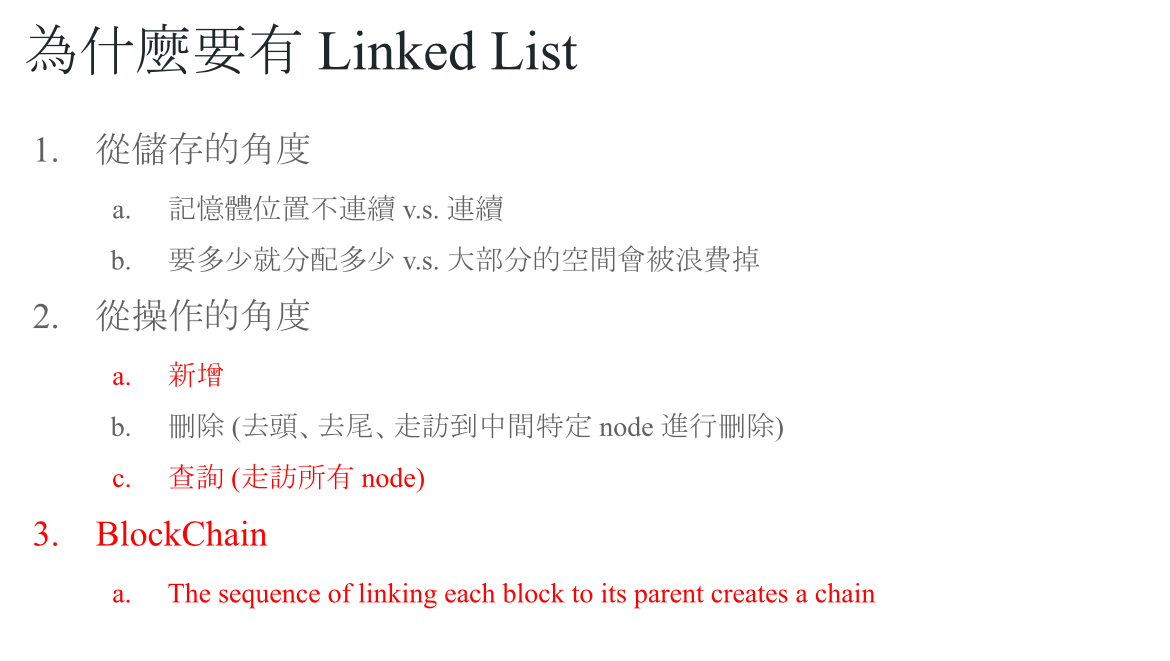 為什麼要有 Linked List
1. 從儲存的角度
a. 記憶體位置不連續 v.s. 連續
b. 要多少就分配多少 v.s. 大部分的空間會被浪費掉
2. 從操作的角度
a. 新增
b. 刪除 (去頭、去尾、走訪到中間特定 node 進行刪除)
c. 查詢 (走訪所有 node)
3. BlockChain
a. The sequence of linking each block to its parent creates a chain